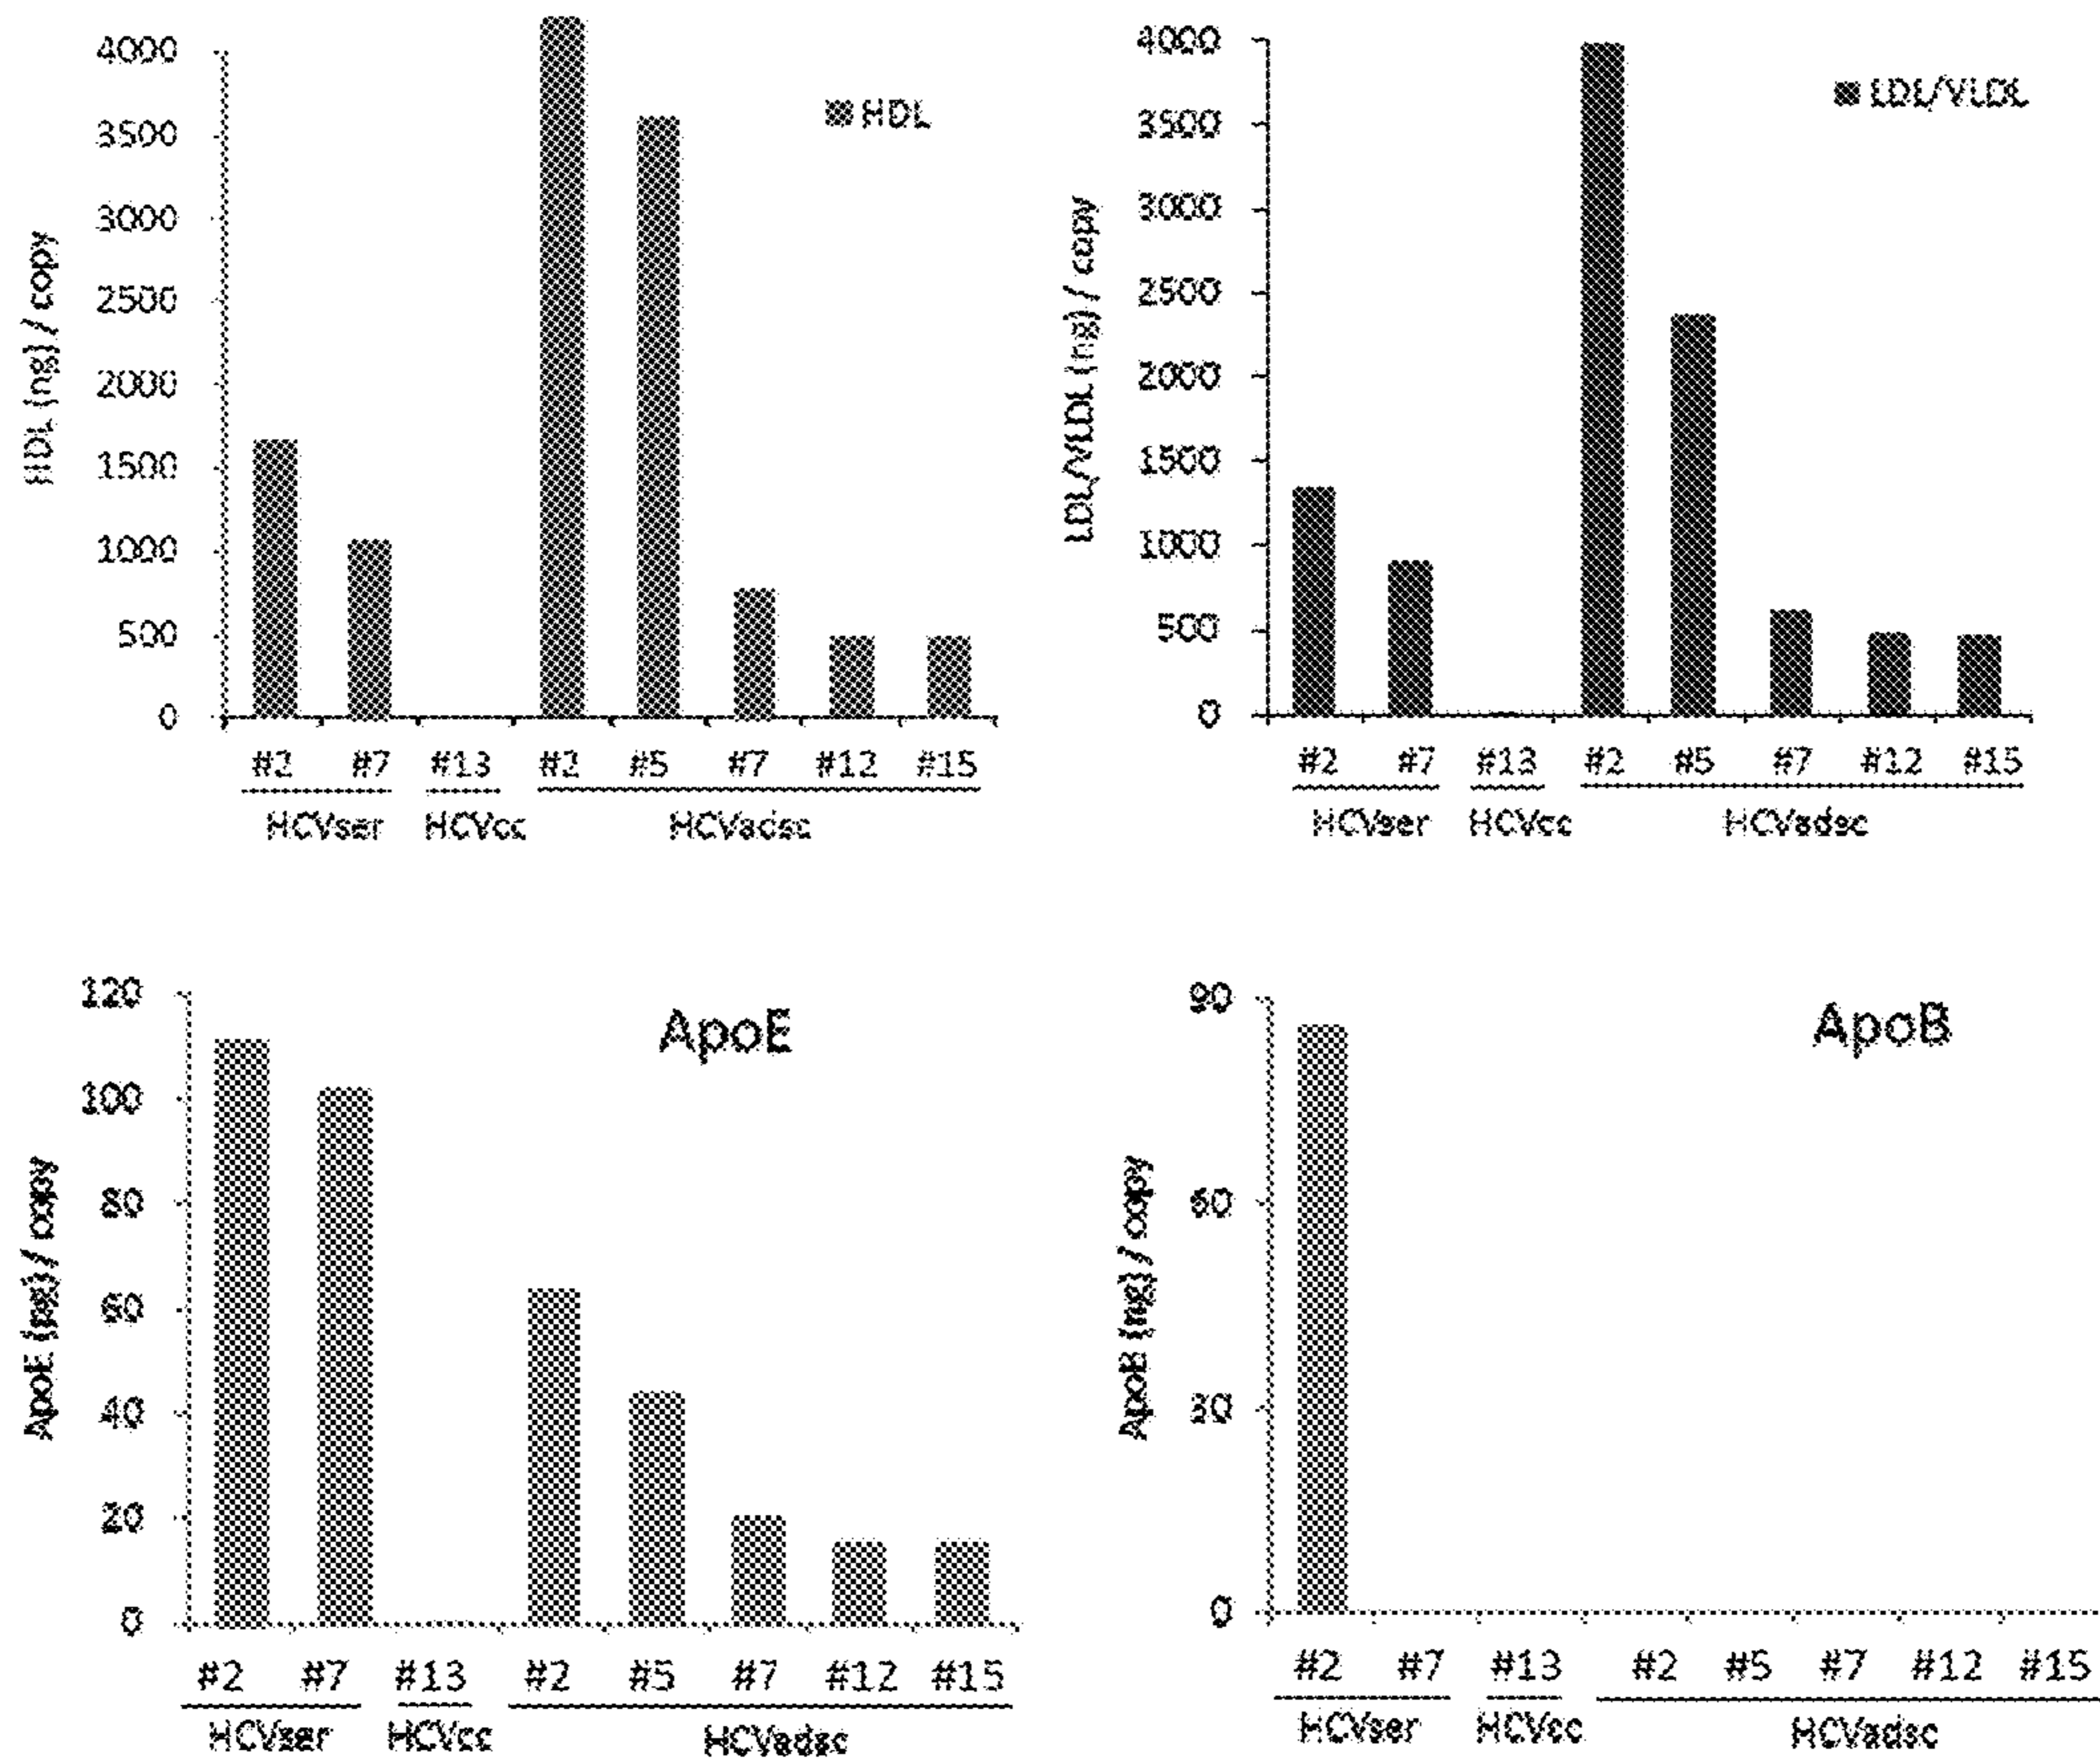 4000
3500
3000
2500
2000
1500
1000
500
0
HDL (ng) / copy
HDL
#2 #7 #13 #2 #5 #7 #12 #15
HCVser HCVcc HCVadsc
4000
3500
3000
2500
2000
1500
1000
500
0
LDL/VLDL (ng) / copy
LDL/VLDL
#2 #7 #13 #2 #5 #7 #12 #15
HCVser HCVcc HCVadsc
120
100
80
60
40
20
0
ApoE (pg) / copy
ApoE
#2 #7 #13 #2 #5 #7 #12 #15
HCVser HCVcc HCVadsc
90
60
30
0
ApoB (ng) / copy
ApoB
#2 #7 #13 #2 #5 #7 #12 #15
HCVser HCVcc HCVadsc